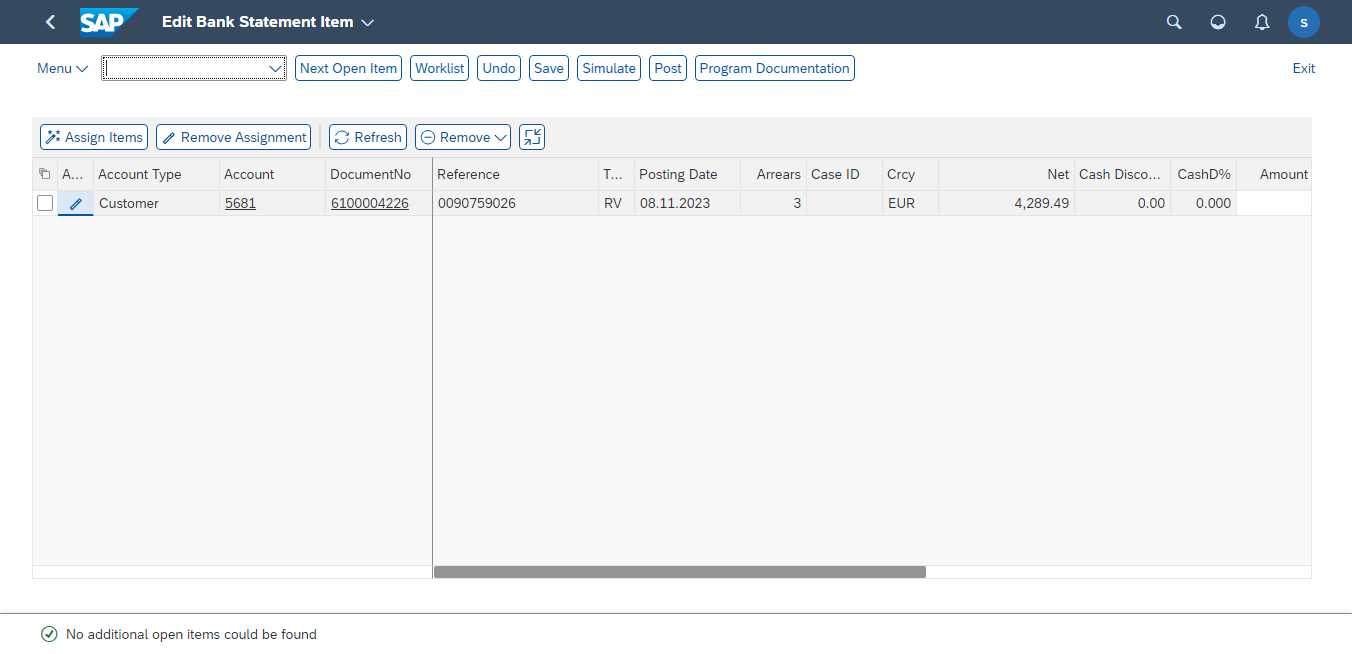 SAP Edit Bank Statement Item S
Menu Next Open Item Worklist Undo Save Simulate Post Program Documentation Exit
Assign Items Remove Assignment Refresh Remove
A... Account Type Account DocumentNo Reference T... Posting Date Arrears Case ID Crcy Net Cash Disco... CashD% Amount
Customer 5681 6100004226 0090759026 RV 08.11.2023 3 EUR 4,289.49 0.00 0.000
No additional open items could be found